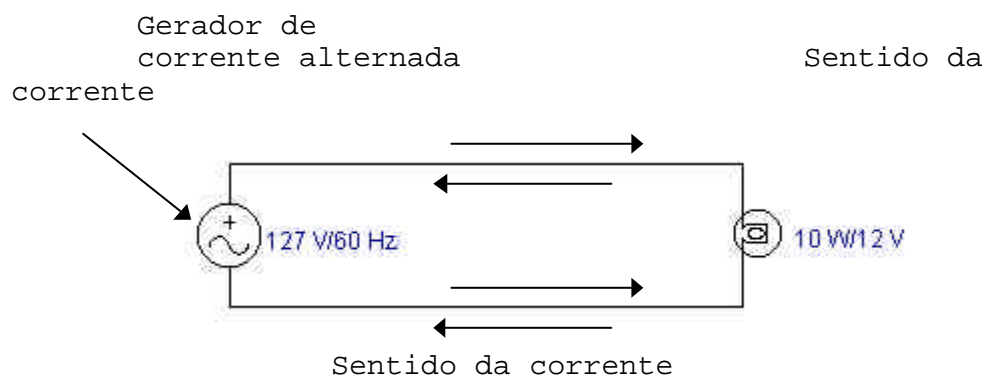 Gerador de
corrente alternada Sentido da
corrente
+
127 V/60 Hz
10 W/12 V
Sentido da corrente